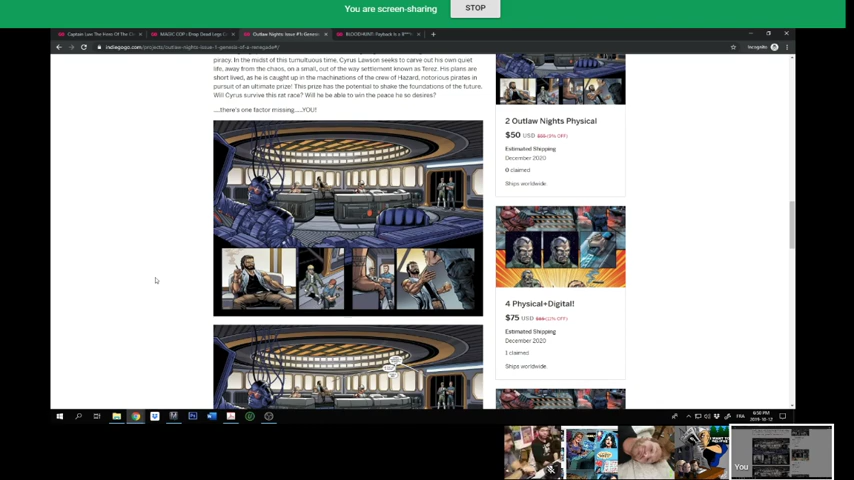 You are screen-sharing
STOP
Captain Law The Fires Of The C
MAGIC COP : Drop Dead Legs C
Outlaw Nights Issue #1: Genesis
BLOODHUNT: Payback Is a B
indiegogo.com/projects/outlaw-nights-issue-1-genesis-of-a-renegade#/
Incognito
piracy. In the midst of this tumultuous time, Cyrus Lawson seeks to carve out his own quiet
life, away from the chaos, on a small, out of the way settlement known as Terez. His plans are
short lived, as he is caught up in the machinations of the crew of Hazard, notorious pirates in
pursuit of an ultimate prize! This prize has the potential to shake the foundations of the future.
Will Cyrus survive this rat race? Will he be able to win the peace he so desires?
....there's one factor missing.....YOU!
2 Outlaw Nights Physical
$50 USD
Estimated Shipping
December 2020
0 claimed
Ships worldwide
4 Physical+Digital!
$75 USD
Estimated Shipping
December 2020
1 claimed
Ships worldwide
FRA
You